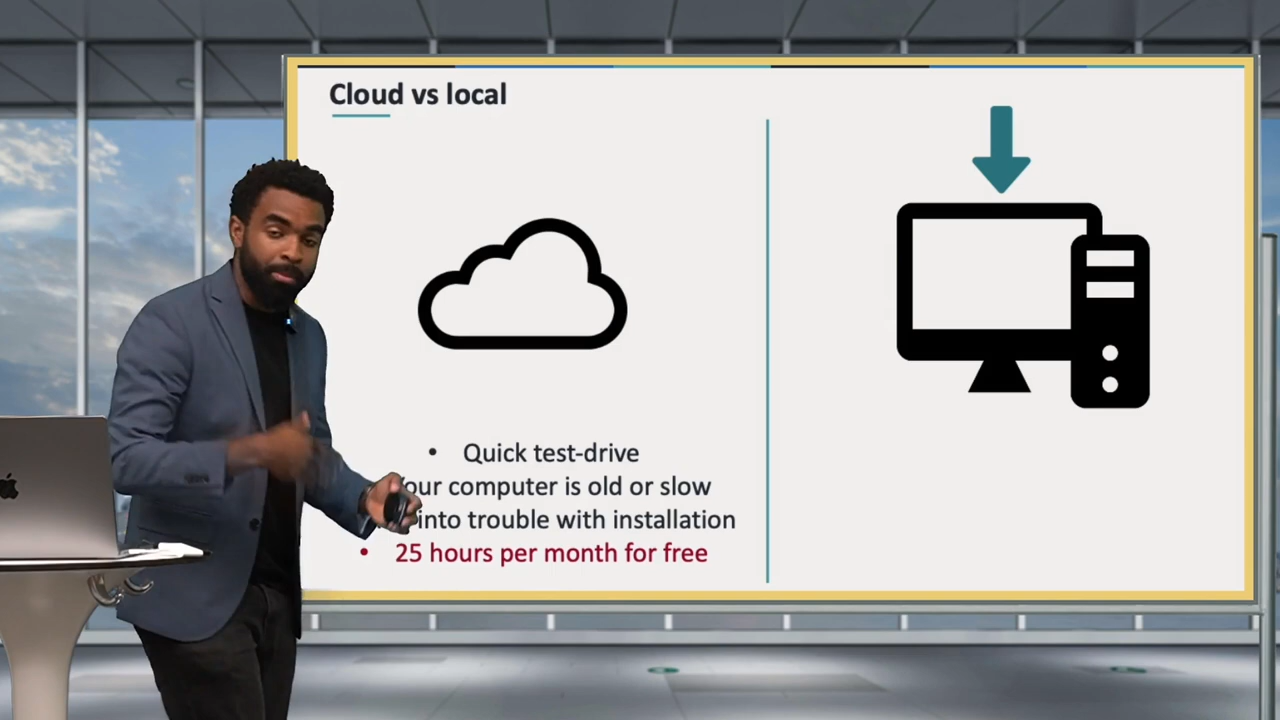 Cloud vs local
• Quick test-drive
our computer is old or slow
into trouble with installation
• 25 hours per month for free